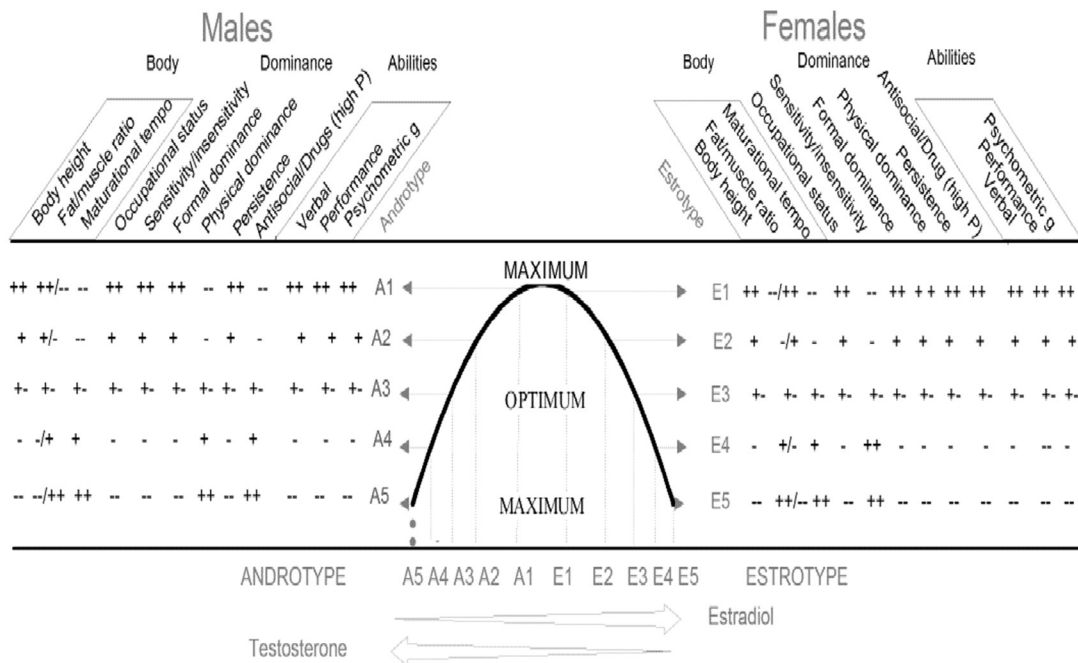 Males Females
Body Dominance Abilities Body Dominance Abilities
Body height
Fat/muscle ratio
Maturational tempo
Occupational status
Sensitivity/insensitivity
Formal dominance
Physical dominance
Persistence
Antisocial/Drugs (high P)
Verbal
Performance
Psychometric g
Androtype
Estrotype
Body height
Fat/muscle ratio
Maturational tempo
Occupational status
Sensitivity/insensitivity
Formal dominance
Physical dominance
Persistence
Antisocial/Drug (high P)
Verbal
Performance
Psychometric g
MAXIMUM
++ ++/-- -- ++ ++ ++ -- ++ -- ++ ++ ++ A1 E1 ++ --/++ -- ++ -- ++ ++ ++ ++ ++ ++ ++
+ +/- -- + + + - + - + + + A2 E2 + -/+ - + - + + + + + + +
+- +- +- +- +- +- +- +- +- +- +- +- A3 OPTIMUM E3 +- +- +- +- +- +- +- +- +- +- +- +-
- -/+ + - - - + - + - - - A4 E4 - +/- + - ++ - - - - - -- -
-- --/++ ++ -- -- -- ++ -- ++ -- -- -- A5 MAXIMUM E5 -- ++/-- ++ -- ++ -- -- -- -- -- -- --
ANDROTYPE A5 A4 A3 A2 A1 E1 E2 E3 E4 E5 ESTROTYPE
Estradiol
Testosterone